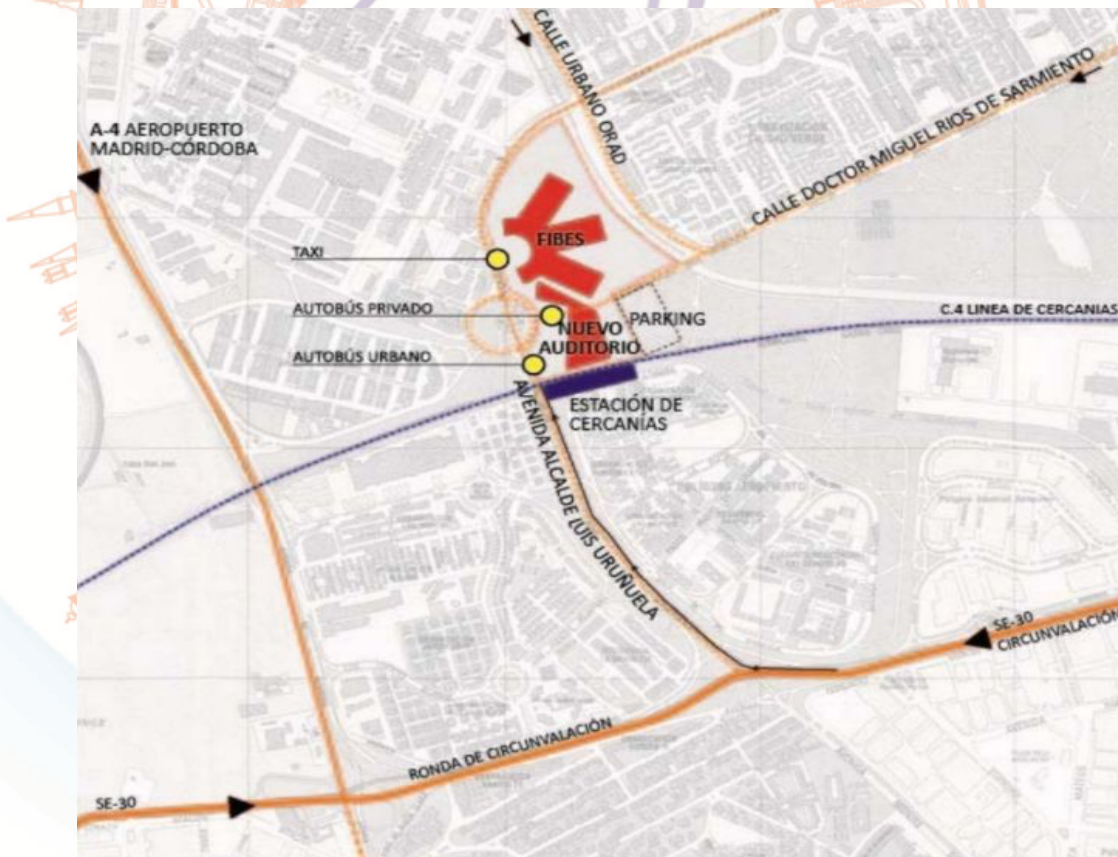 CALLE URBANO ORAD
CALLE DOCTOR MIGUEL RIOS DE SARMIENTO
A-4 AEROPUERTO
MADRID-CÓRDOBA
FIBES
TAXI
AUTOBÚS PRIVADO
PARKING
C.4 LINEA DE CERCANIAS
NUEVO
AUDITORIO
AUTOBÚS URBANO
ESTACIÓN DE
CERCANÍAS
AVENIDA ALCALDE LUIS URUÑUELA
SE-30
CIRCUNVALACIÓN
RONDA DE CIRCUNVALACIÓN
SE-30